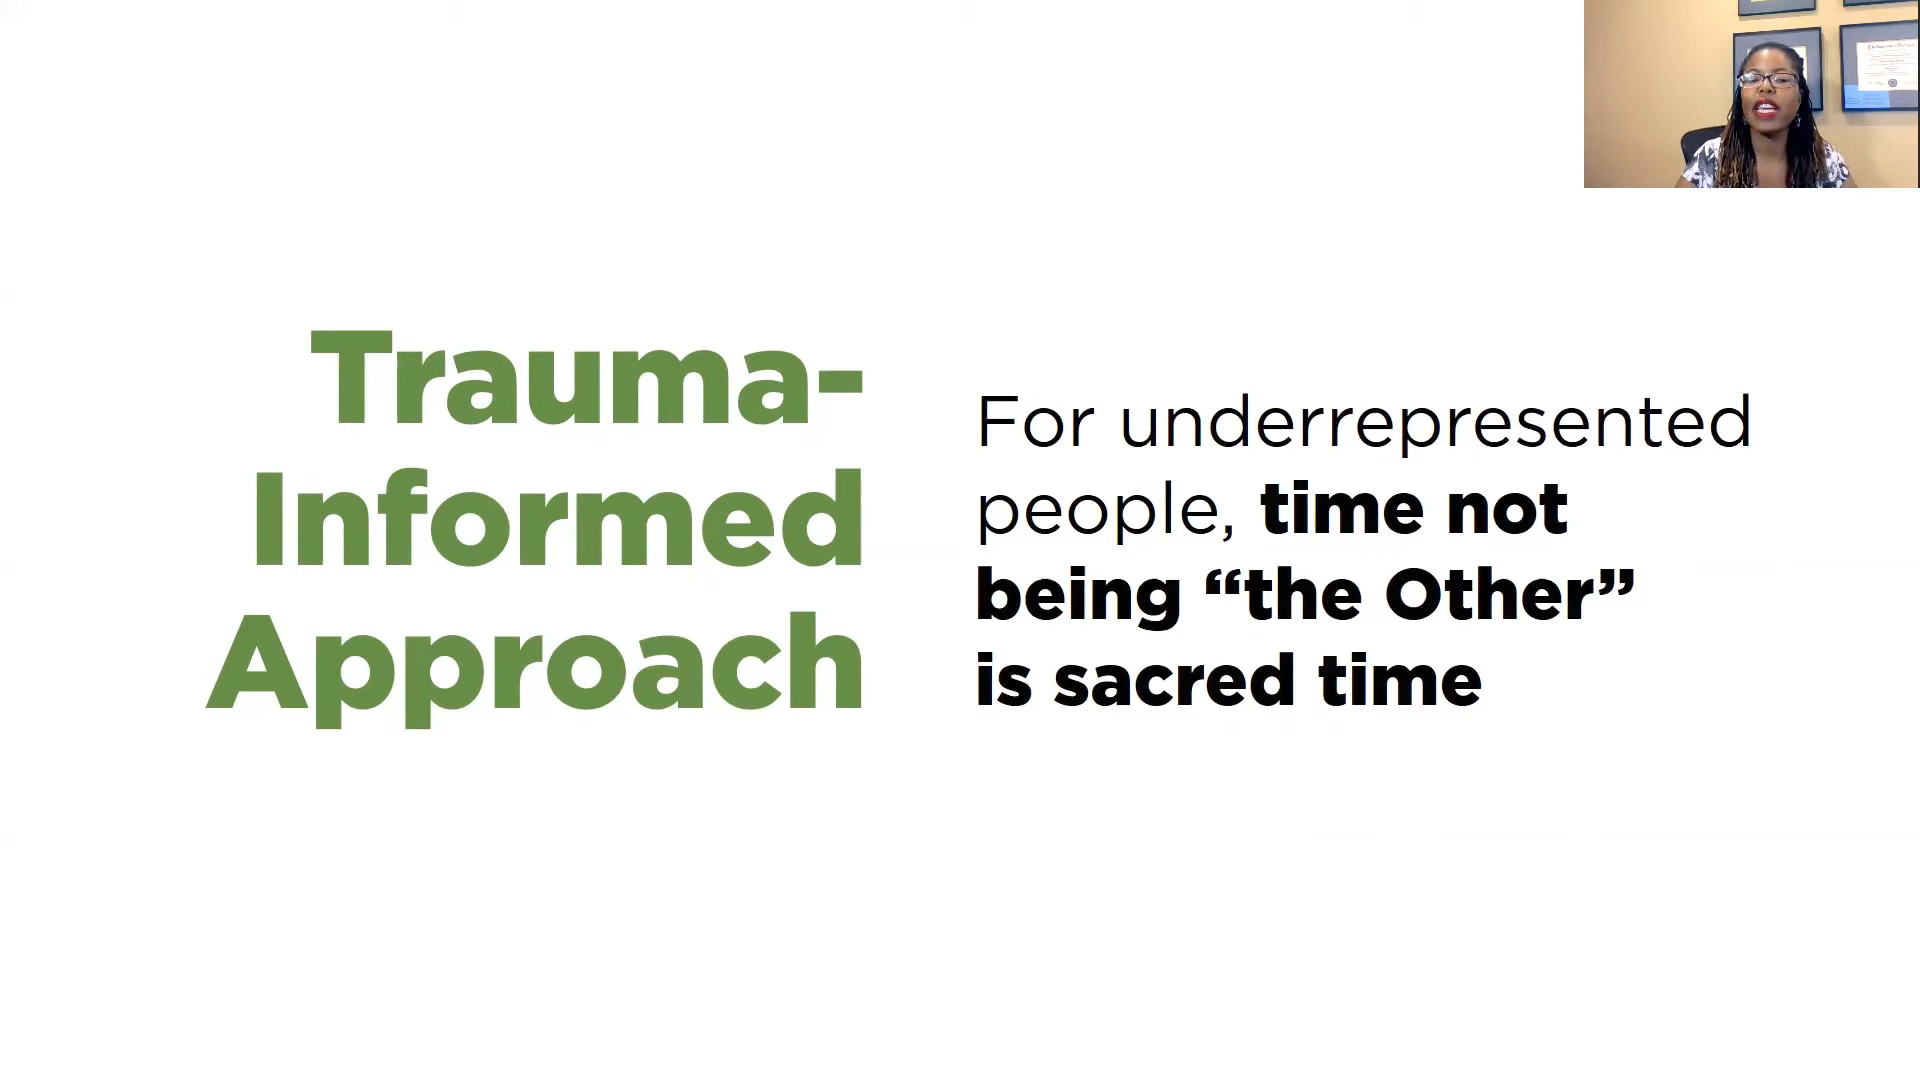 Trauma-
Informed
Approach
For underrepresented
people, time not
being “the Other”
is sacred time